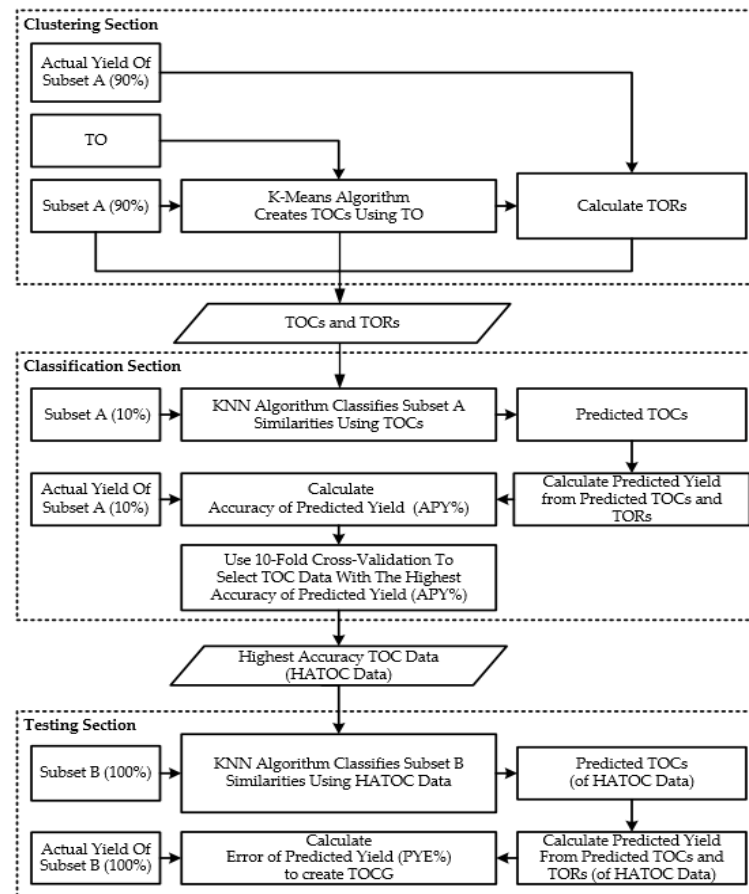 Clustering Section
Actual Yield Of
Subset A (90%)
TO
Subset A (90%)
K-Means Algorithm
Creates TOCs Using TO
Calculate TORs
TOCs and TORs
Classification Section
Subset A (10%)
KNN Algorithm Classifies Subset A
Similarities Using TOCs
Predicted TOCs
Actual Yield Of
Subset A (10%)
Calculate
Accuracy of Predicted Yield (APY%)
Calculate Predicted Yield
from Predicted TOCs and
TORs
Use 10-Fold Cross-Validation To
Select TOC Data With The Highest
Accuracy of Predicted Yield (APY%)
Highest Accuracy TOC Data
(HATOC Data)
Testing Section
Subset B (100%)
KNN Algorithm Classifies Subset B
Similarities Using HATOC Data
Predicted TOCs
(of HATOC Data)
Actual Yield Of
Subset B (100%)
Calculate
Error of Predicted Yield (PYE%)
to create TOCG
Calculate Predicted Yield
From Predicted TOCs and
TORs (of HATOC Data)